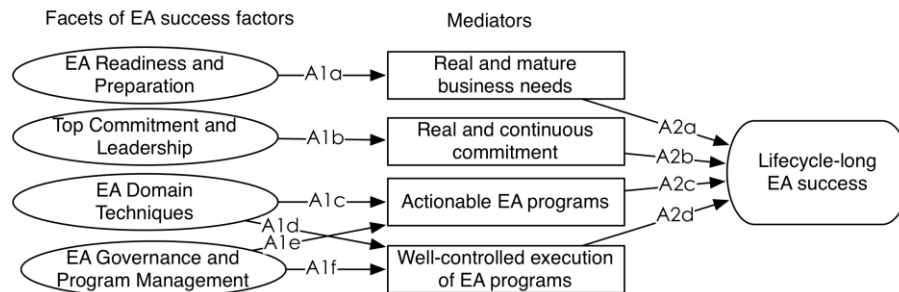 Facets of EA success factors
Mediators
EA Readiness and
Preparation
A1a
Real and mature
business needs
A2a
Top Commitment and
Leadership
A1b
Real and continuous
commitment
A2b
Lifecycle-long
EA success
EA Domain
Techniques
A1c
Actionable EA programs
A2c
A1d
A1e
A2d
EA Governance and
Program Management
A1f
Well-controlled execution
of EA programs